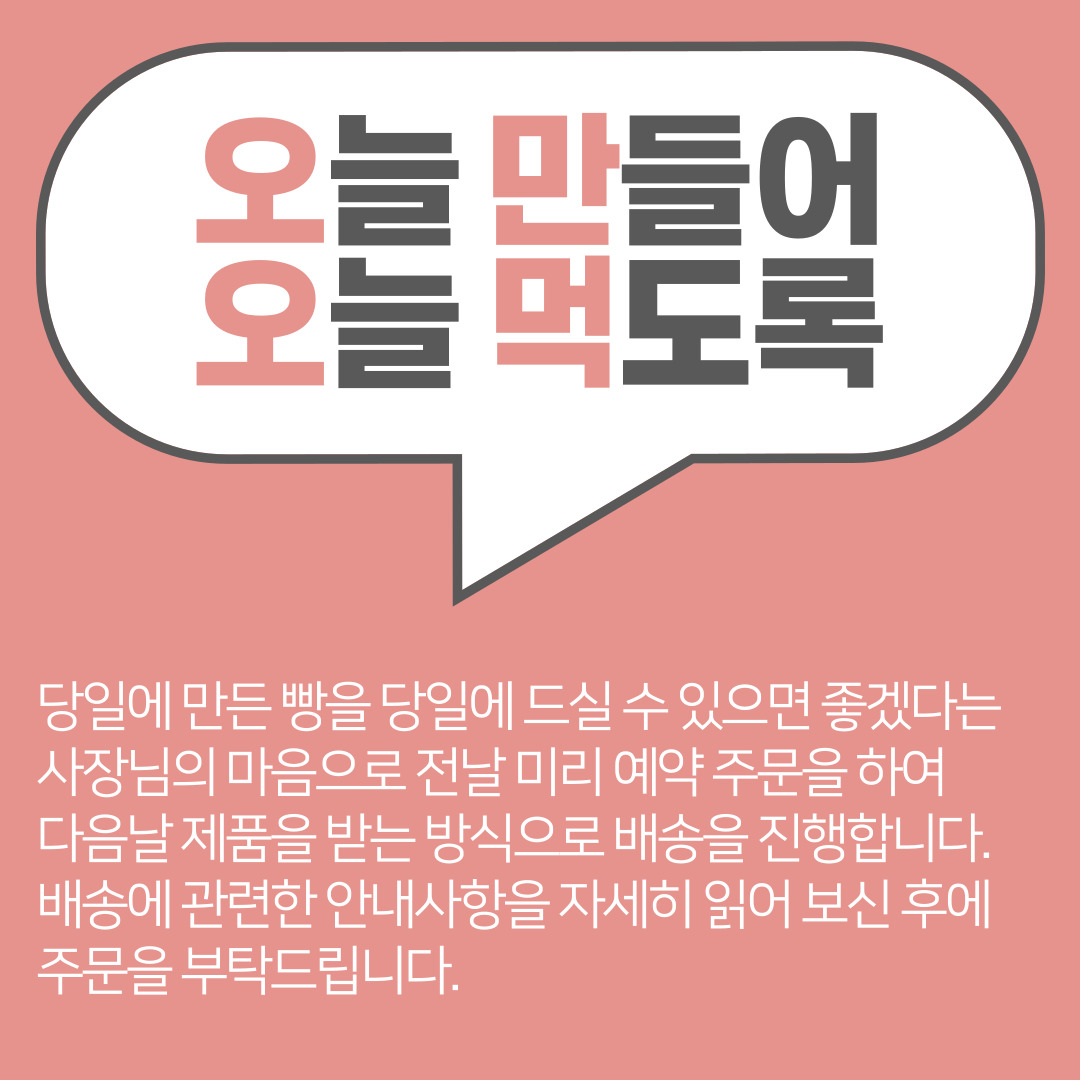 오늘 만들어
오늘 먹도록
당일에 만든 빵을 당일에 드실 수 있으면 좋겠다는
사장님의 마음으로 전날 미리 예약 주문을 하여
다음날 제품을 받는 방식으로 배송을 진행합니다.
배송에 관련한 안내사항을 자세히 읽어 보신 후에
주문을 부탁드립니다.